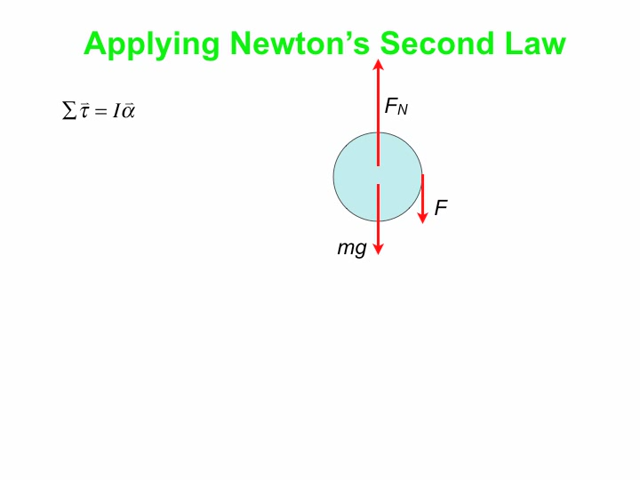 Applying Newton's Second Law
F_N
∑τ⃗ = Iα⃗
F
mg